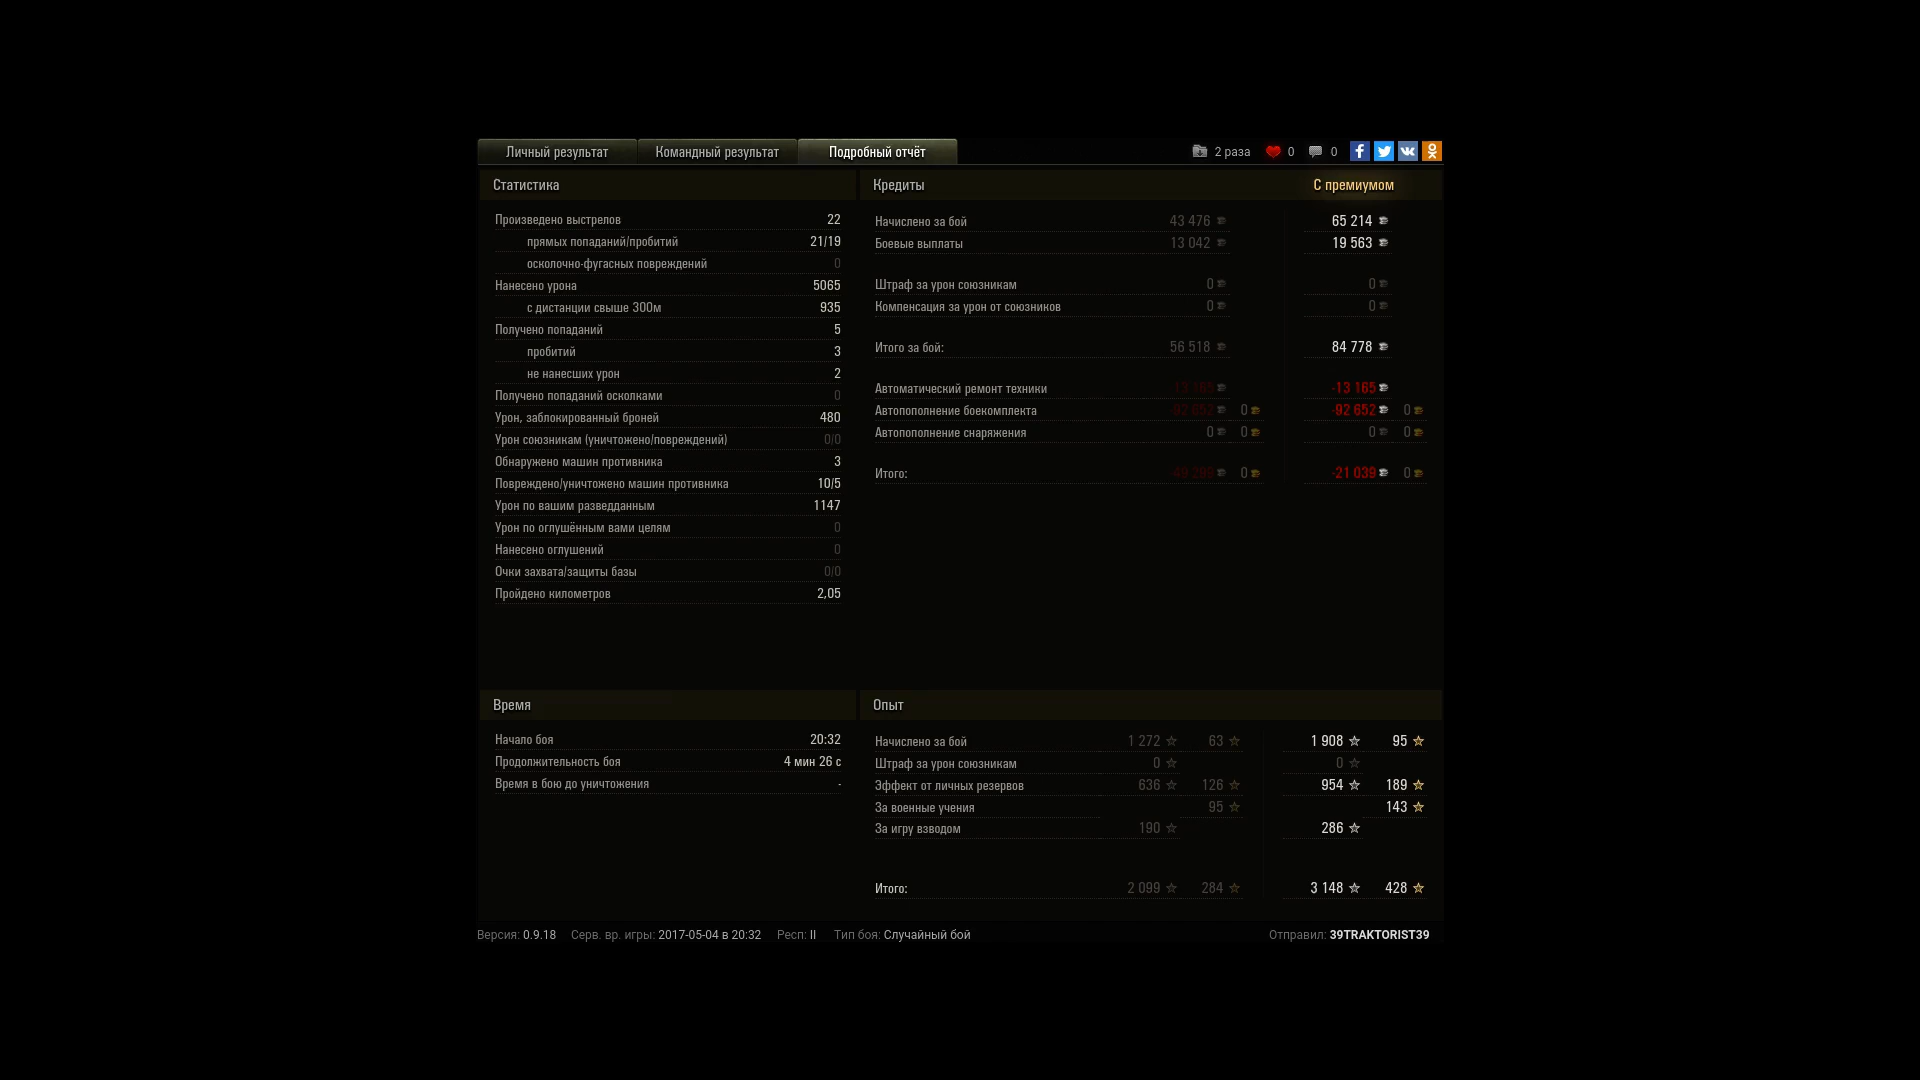 Личный результат Командный результат Подробный отчёт 2 раза 0 0
Статистика
Произведено выстрелов 22
прямых попаданий/пробитий 21/19
осколочно-фугасных повреждений 0
Нанесено урона 5065
с дистанции свыше 300м 935
Получено попаданий 5
пробитий 3
не нанесших урон 2
Получено попаданий осколками 0
Урон, заблокированный броней 480
Урон союзникам (уничтожено/повреждений) 0/0
Обнаружено машин противника 3
Повреждено/уничтожено машин противника 10/5
Урон по вашим разведданным 1147
Урон по оглушённым вами целям 0
Нанесено оглушений 0
Очки захвата/защиты базы 0/0
Пройдено километров 2,05
Кредиты С премиумом
Начислено за бой 43 476 65 214
Боевые выплаты 13 042 19 563
Штраф за урон союзникам 0 0
Компенсация за урон от союзников 0 0
Итого за бой: 56 518 84 778
Автоматический ремонт техники -13 165 -13 165
Автопополнение боекомплекта -92 652 0 -92 652 0
Автопополнение снаряжения 0 0 0 0
Итого: -49 299 0 -21 039 0
Время
Начало боя 20:32
Продолжительность боя 4 мин 26 с
Время в бою до уничтожения -
Опыт
Начислено за бой 1 272 63 1 908 95
Штраф за урон союзникам 0 0
Эффект от личных резервов 636 126 954 189
За военные учения 95 143
За игру взводом 190 286
Итого: 2 099 284 3 148 428
Версия: 0.9.18 Серв. вр. игры: 2017-05-04 в 20:32 Респ: II Тип боя: Случайный бой Отправил: 39TRAKTORIST39